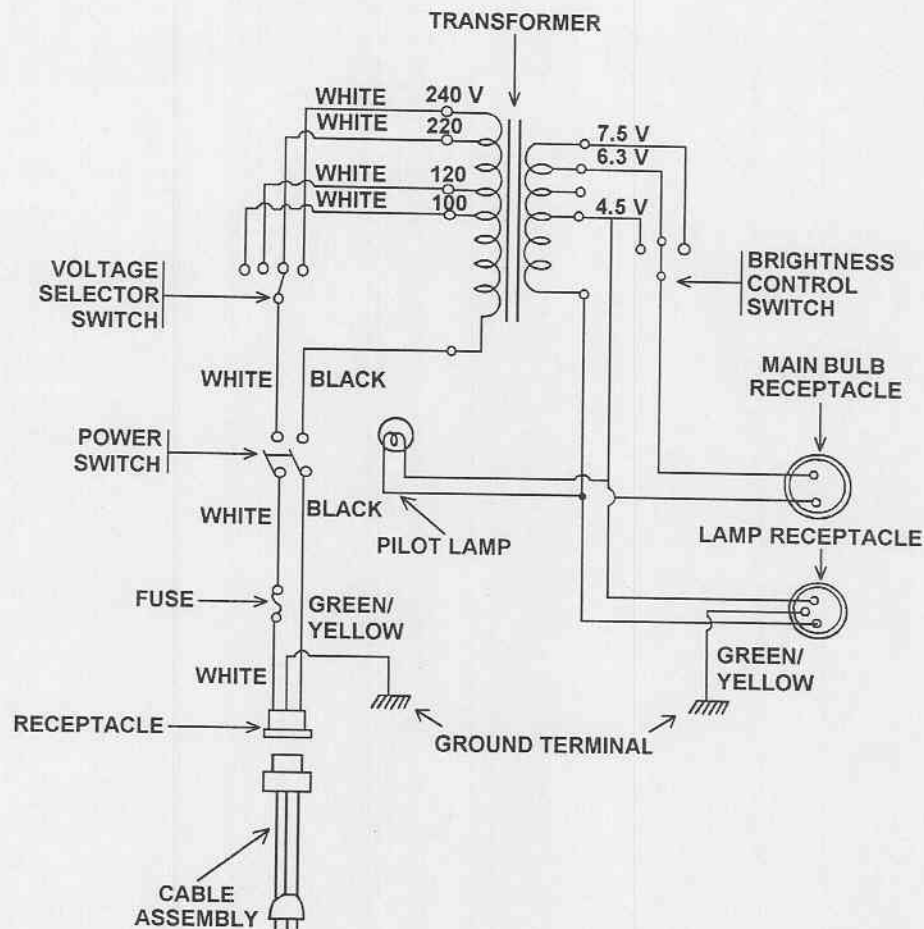 TRANSFORMER
WHITE 240 V
WHITE 220
WHITE 120
WHITE 100
7.5 V
6.3 V
4.5 V
VOLTAGE
SELECTOR
SWITCH
BRIGHTNESS
CONTROL
SWITCH
WHITE BLACK
MAIN BULB
RECEPTACLE
POWER
SWITCH
WHITE BLACK
PILOT LAMP
LAMP RECEPTACLE
FUSE
GREEN/
YELLOW
WHITE
GREEN/
YELLOW
RECEPTACLE
GROUND TERMINAL
CABLE
ASSEMBLY